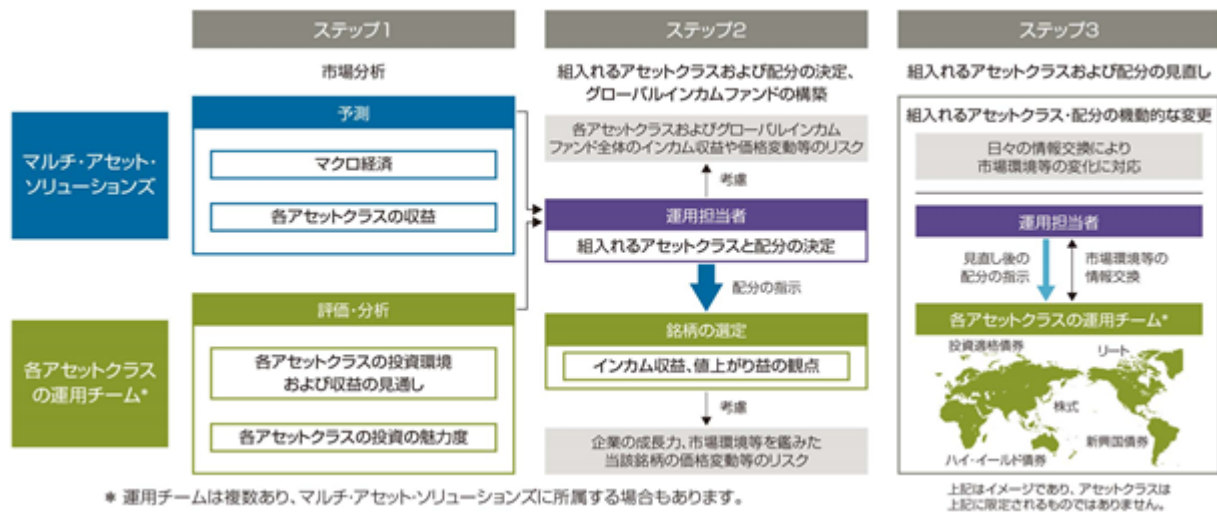 ステップ1
市場分析
マルチ・アセット・
ソリューションズ
予測
マクロ経済
各アセットクラスの収益
各アセットクラス
の運用チーム*
評価・分析
各アセットクラスの投資環境
および収益の見通し
各アセットクラスの投資の魅力度
ステップ2
組入れるアセットクラスおよび配分の決定、
グローバルインカムファンドの構築
各アセットクラスおよびグローバルインカム
ファンド全体のインカム収益や価格変動等のリスク
考慮
運用担当者
組入れるアセットクラスと配分の決定
配分の指示
銘柄の選定
インカム収益、値上がり益の観点
考慮
企業の成長力、市場環境等を鑑みた
当該銘柄の価格変動等のリスク
ステップ3
組入れるアセットクラスおよび配分の見直し
組入れるアセットクラス・配分の機動的な変更
日々の情報交換により
市場環境等の変化に対応
運用担当者
見直し後の
配分の指示
市場環境等の
情報交換
各アセットクラスの運用チーム*
投資適格債券
リート
株式
新興国債券
ハイ・イールド債券
上記はイメージであり、アセットクラスは
上記に限定されるものではありません。
* 運用チームは複数あり、マルチ・アセット・ソリューションズに所属する場合もあります。